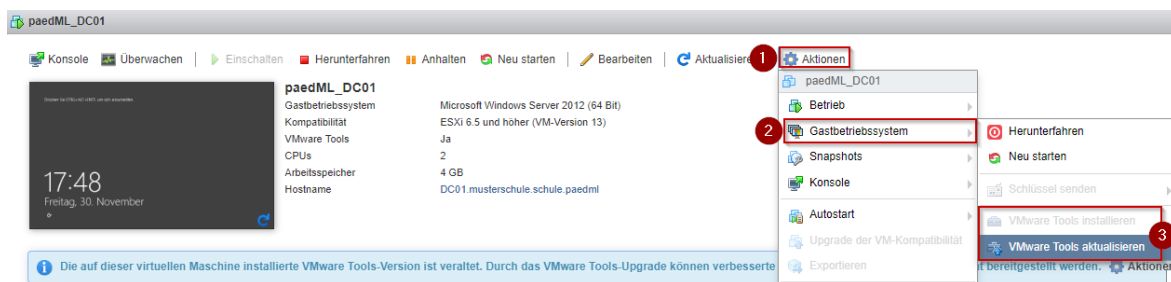 paedML_DC01
Konsole Überwachen Einschalten Herunterfahren Anhalten Neu starten Bearbeiten Aktualisieren 1 Aktionen
paedML_DC01
Gastbetriebssystem Microsoft Windows Server 2012 (64 Bit)
Kompatibilität ESXi 6.5 und höher (VM-Version 13)
VMware Tools Ja
CPUs 2
Arbeitsspeicher 4 GB
Hostname DC01.musterschule.schule.paedml
17:48
Freitag, 30. November
paedML_DC01
Betrieb
2 Gastbetriebssystem
Snapshots
Konsole
Autostart
Upgrade der VM-Kompatibilität
Exportieren
Herunterfahren
Neu starten
Schlüssel senden
VMware Tools installieren
VMware Tools aktualisieren 3
Die auf dieser virtuellen Maschine installierte VMware Tools-Version ist veraltet. Durch das VMware Tools-Upgrade können verbesserte
t bereitgestellt werden. Aktionen